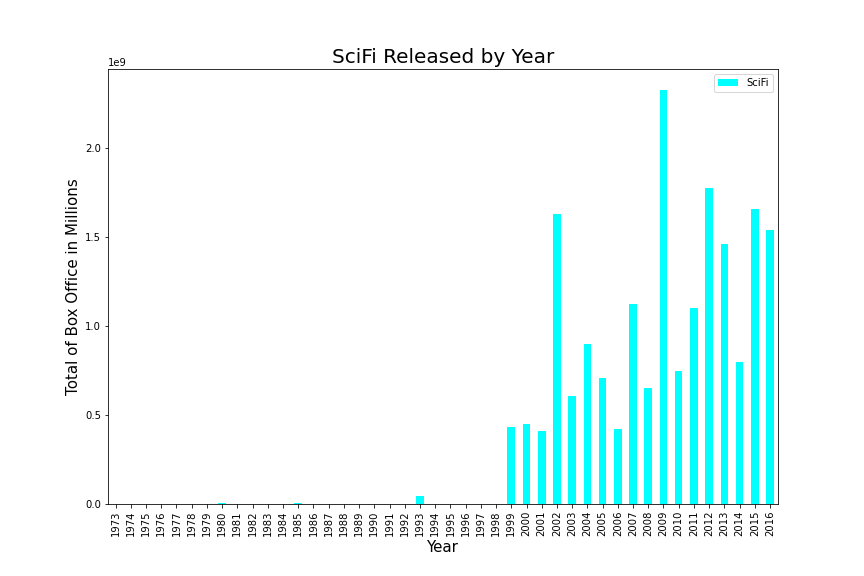 SciFi Released by Year
1e9
SciFi
Total of Box Office in Millions
2.0
1.5
1.0
0.5
0.0
1973 1974 1975 1976 1977 1978 1979 1980 1981 1982 1983 1984 1985 1986 1987 1988 1989 1990 1991 1992 1993 1994 1995 1996 1997 1998 1999 2000 2001 2002 2003 2004 2005 2006 2007 2008 2009 2010 2011 2012 2013 2014 2015 2016
Year